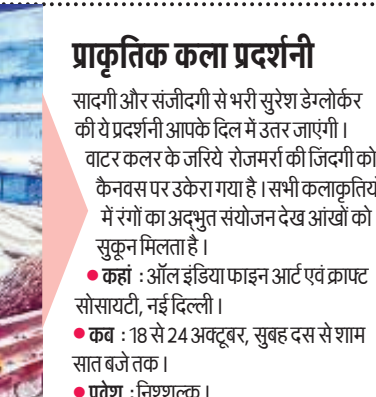 प्राकृतिक कला प्रदर्शनी
सादगी और संजीदगी से भरी सुरेश डेग्लोर्कर
की ये प्रदर्शनी आपके दिल में उतर जाएंगी ।
वाटर कलर के जरिये रोजमर्रा की जिंदगी को
कैनवस पर उकेरा गया है । सभी कलाकृतियों
में रंगों का अद्भुत संयोजन देख आंखों को
सुकून मिलता है ।
● कहां : ऑल इंडिया फाइन आर्ट एवं क्राफ्ट
सोसायटी, नई दिल्ली ।
● कब : 18 से 24 अक्टूबर, सुबह दस से शाम
सात बजे तक ।
● प्रवेश : निश्शुल्क ।